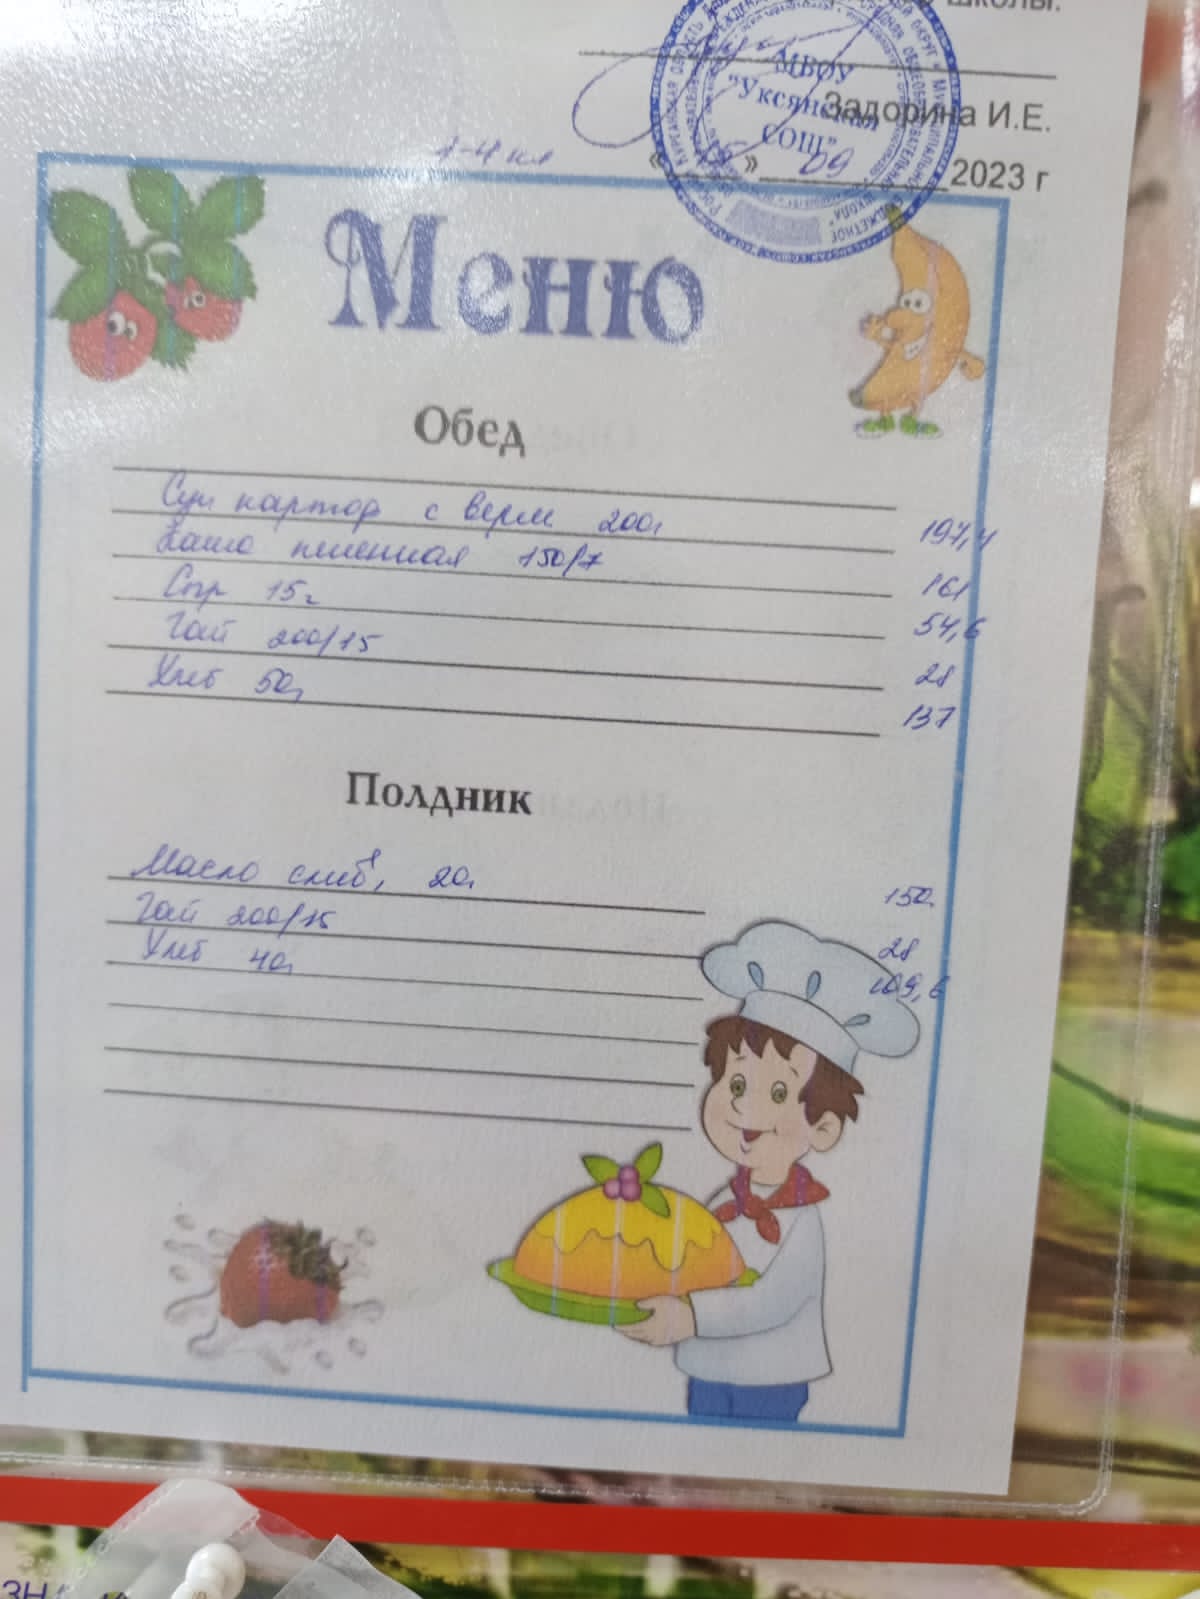 школы.
МБОУ
"Уксянская
СОШ"
Задорина И.Е.
1-4 кл
« 15 » 09 2023 г
Меню
Обед
Суп картоф с верм 200г 197,4
Каша пшенная 150/7 161
Сыр 15г 54,6
Чай 200/15 28
Хлеб 50г 137
Полдник
Масло слив, 20г 150
Чай 200/15 28
Хлеб 40г 109,6